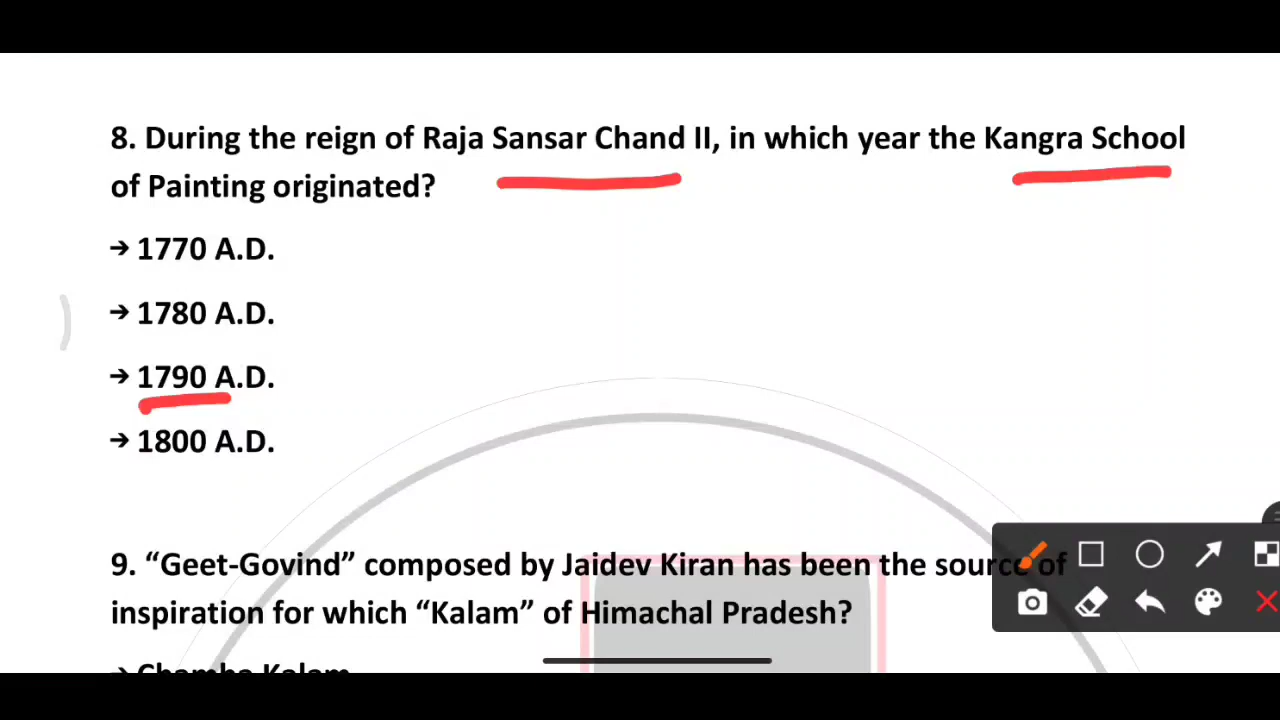 8. During the reign of Raja Sansar Chand II, in which year the Kangra School
of Painting originated?
→ 1770 A.D.
→ 1780 A.D.
→ 1790 A.D.
→ 1800 A.D.
9. “Geet-Govind” composed by Jaidev Kiran has been the source of
inspiration for which “Kalam” of Himachal Pradesh?
→ Chamba Kalam